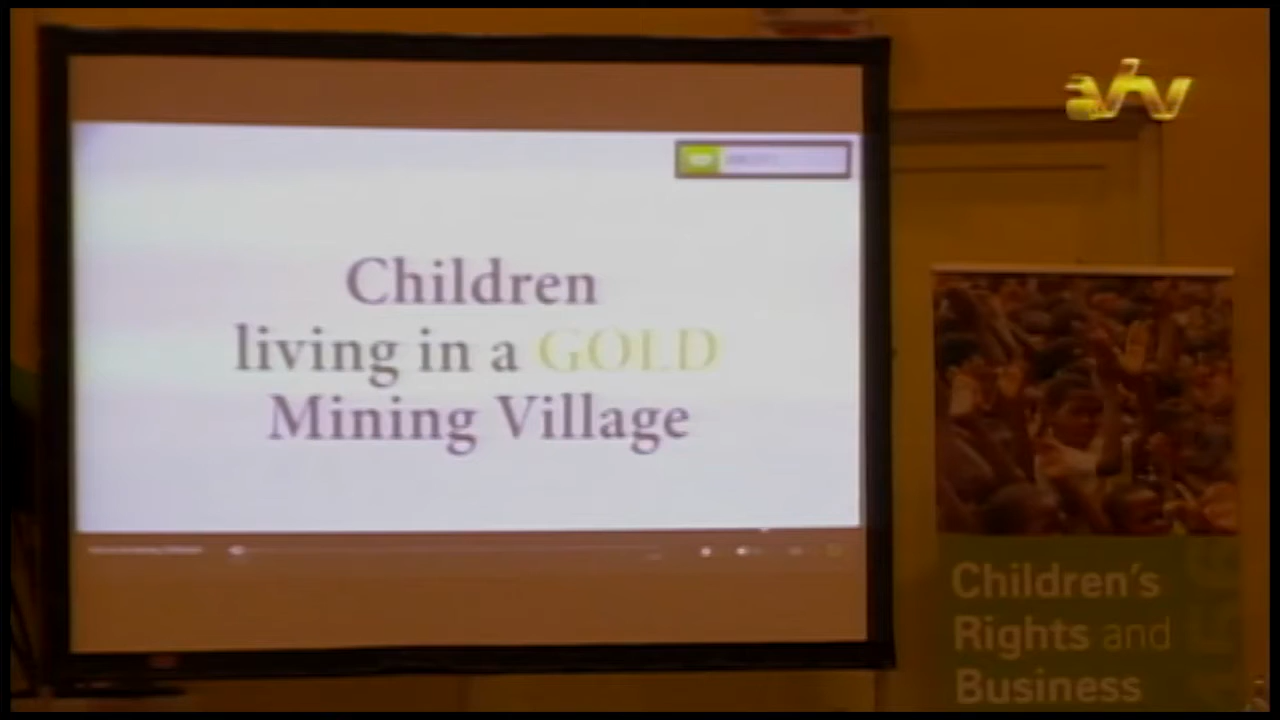 Children
living in a GOLD
Mining Village
Children's
Rights and
Business